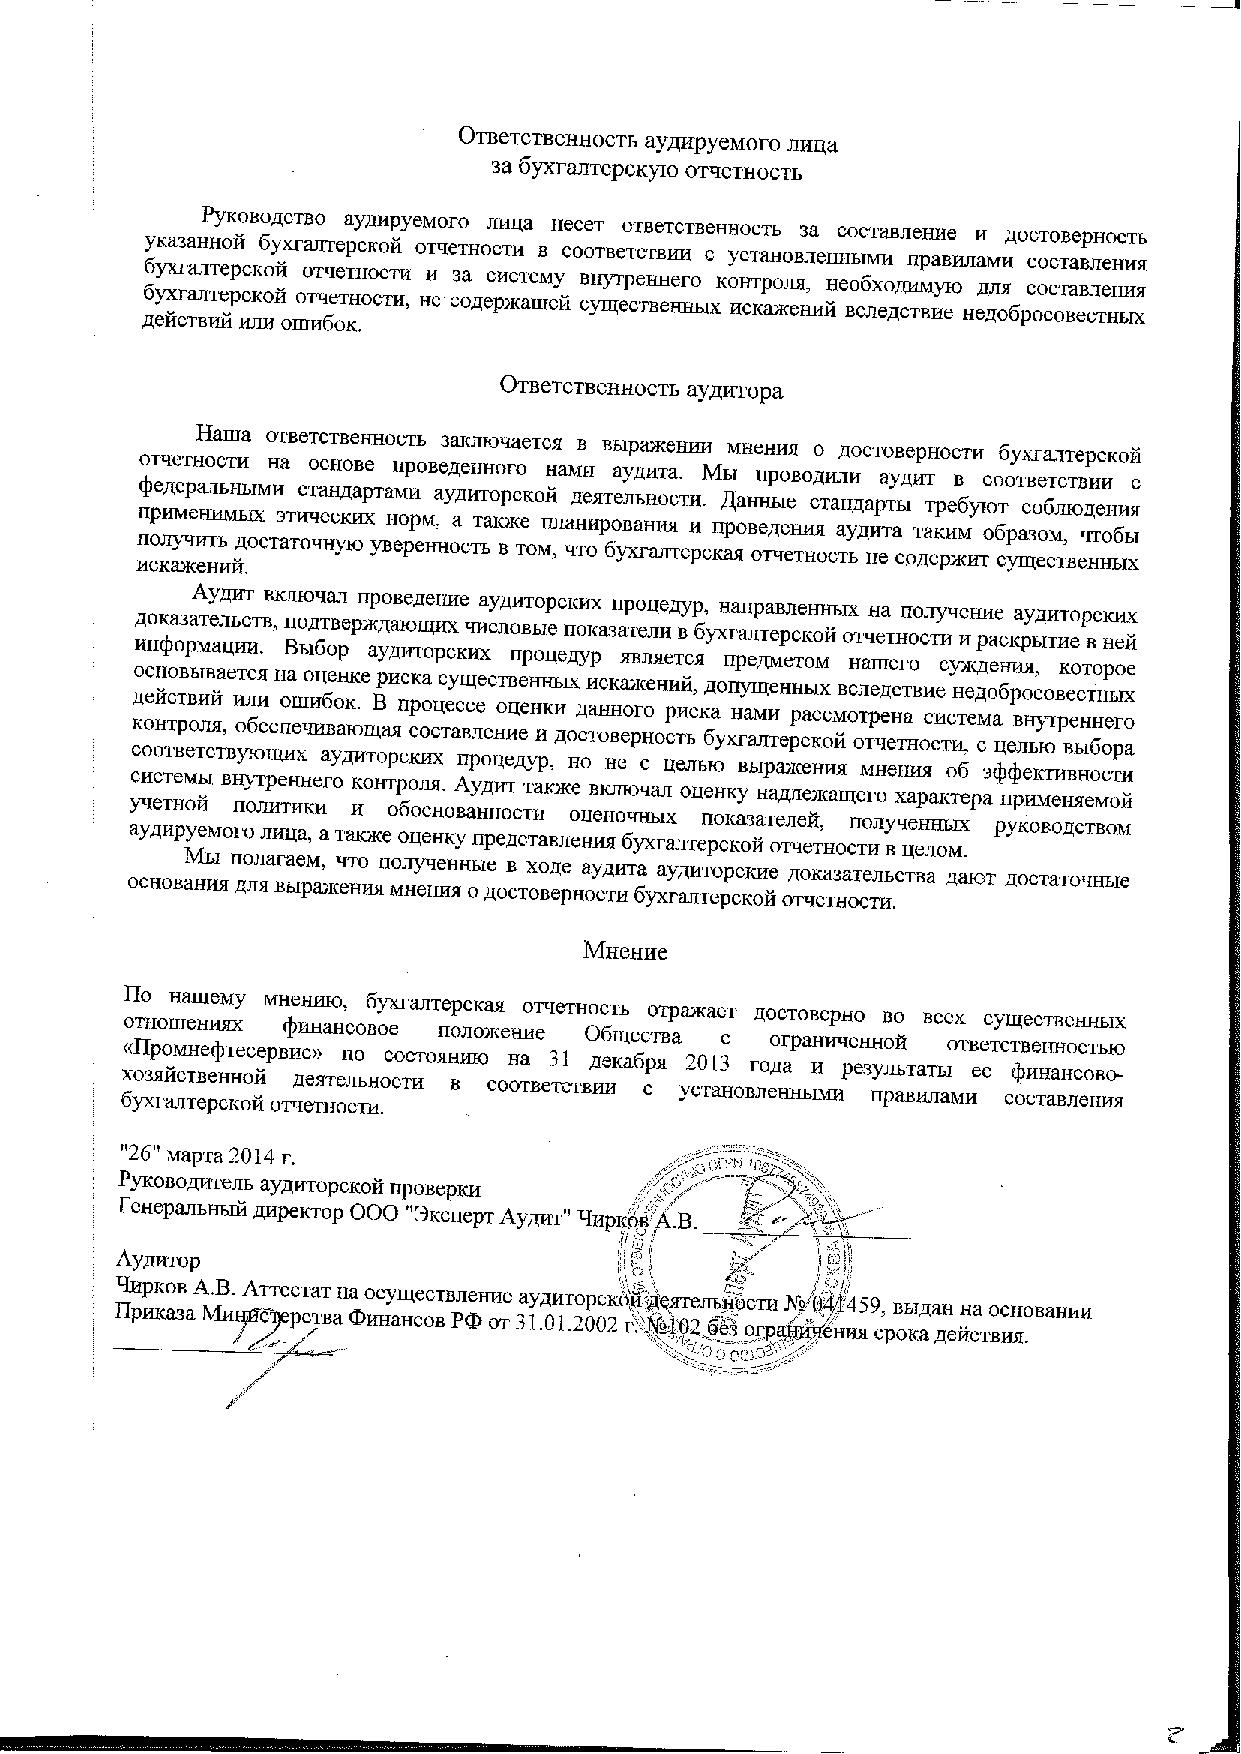 Ответственность аудируемого лица
за бухгалтерскую отчетность
Руководство аудируемого лица несет ответственность за составление и достоверность
указанной бухгалтерской отчетности в соответствии с установленными правилами составления
бухгалтерской отчетности и за систему внутреннего контроля, необходимую для составления
бухгалтерской отчетности, не содержащей существенных искажений вследствие недобросовестных
действий или ошибок.
Ответственность аудитора
Наша ответственность заключается в выражении мнения о достоверности бухгалтерской
отчетности на основе проведенного нами аудита. Мы проводили аудит в соответствии с
федеральными стандартами аудиторской деятельности. Данные стандарты требуют соблюдения
применимых этических норм, а также планирования и проведения аудита таким образом, чтобы
получить достаточную уверенность в том, что бухгалтерская отчетность не содержит существенных
искажений.
Аудит включал проведение аудиторских процедур, направленных на получение аудиторских
доказательств, подтверждающих числовые показатели в бухгалтерской отчетности и раскрытие в ней
информации. Выбор аудиторских процедур является предметом нашего суждения, которое
основывается на оценке риска существенных искажений, допущенных вследствие недобросовестных
действий или ошибок. В процессе оценки данного риска нами рассмотрена система внутреннего
контроля, обеспечивающая составление и достоверность бухгалтерской отчетности, с целью выбора
соответствующих аудиторских процедур, но не с целью выражения мнения об эффективности
системы внутреннего контроля. Аудит также включал оценку надлежащего характера применяемой
учетной политики и обоснованности оценочных показателей, полученных руководством
аудируемого лица, а также оценку представления бухгалтерской отчетности в целом.
Мы полагаем, что полученные в ходе аудита аудиторские доказательства дают достаточные
основания для выражения мнения о достоверности бухгалтерской отчетности.
Мнение
По нашему мнению, бухгалтерская отчетность отражает достоверно во всех существенных
отношениях финансовое положение Общества с ограниченной ответственностью
«Промнефтесервис» по состоянию на 31 декабря 2013 года и результаты ее финансово-
хозяйственной деятельности в соответствии с установленными правилами составления
бухгалтерской отчетности.
"26" марта 2014 г.
Руководитель аудиторской проверки
Генеральный директор ООО "Эксперт Аудит" Чирков А.В.
Аудитор
Чирков А.В. Аттестат на осуществление аудиторской деятельности № 041459, выдан на основании
Приказа Министерства Финансов РФ от 31.01.2002 г. №102 без ограничения срока действия.
2